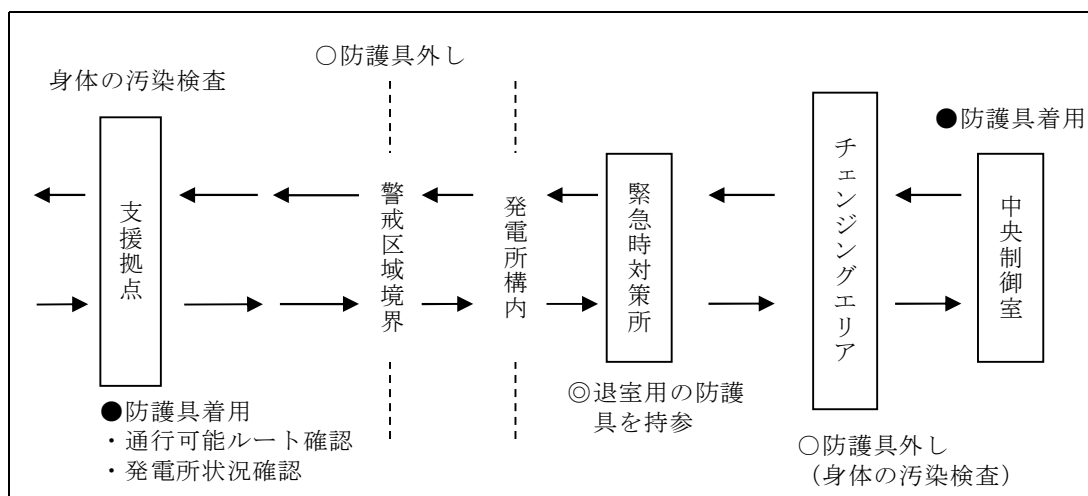 ○防護具外し
身体の汚染検査
●防護具着用
支援拠点
警戒区域境界
発電所構内
緊急時対策所
チェンジングエリア
中央制御室
●防護具着用
・通行可能ルート確認
・発電所状況確認
◎退室用の防護
具を持参
○防護具外し
（身体の汚染検査）